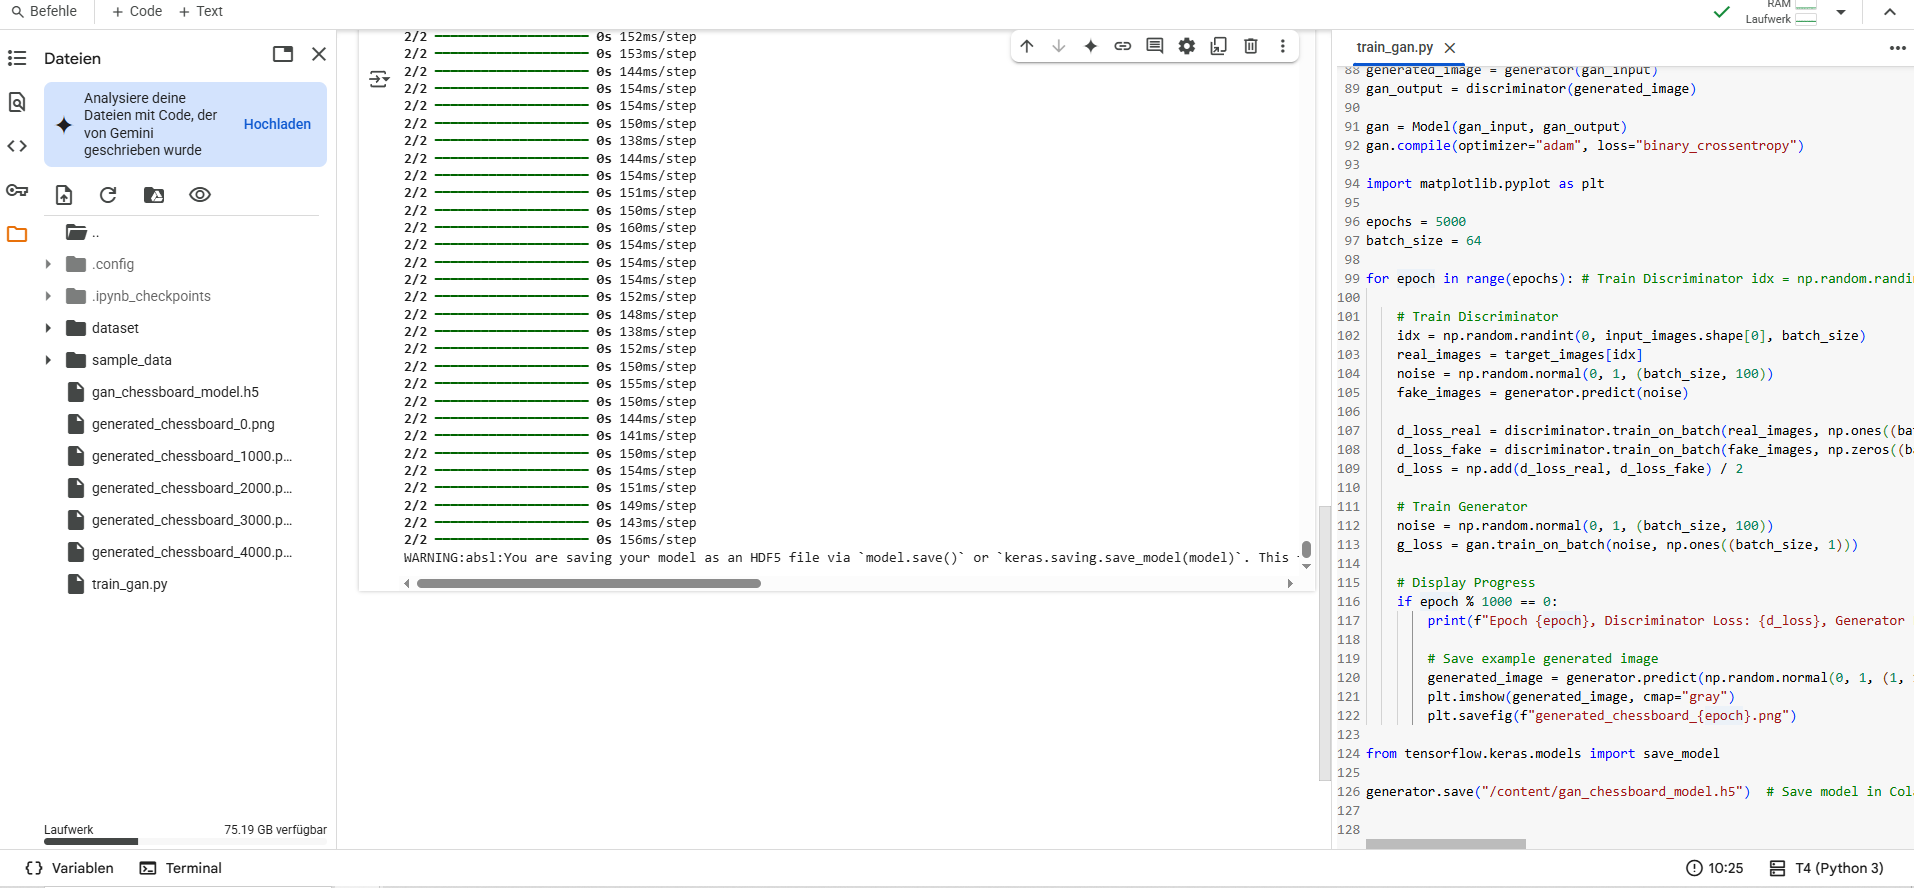 Befehle
+ Code
+ Text
RAM
Laufwerk
Dateien
Analysiere deine
Dateien mit Code, der
von Gemini
geschrieben wurde
Hochladen
..
.config
.ipynb_checkpoints
dataset
sample_data
gan_chessboard_model.h5
generated_chessboard_0.png
generated_chessboard_1000.p...
generated_chessboard_2000.p...
generated_chessboard_3000.p...
generated_chessboard_4000.p...
train_gan.py
Laufwerk 75.19 GB verfügbar
2/2 0s 152ms/step
2/2 0s 153ms/step
2/2 0s 144ms/step
2/2 0s 154ms/step
2/2 0s 154ms/step
2/2 0s 150ms/step
2/2 0s 138ms/step
2/2 0s 144ms/step
2/2 0s 154ms/step
2/2 0s 151ms/step
2/2 0s 150ms/step
2/2 0s 160ms/step
2/2 0s 154ms/step
2/2 0s 154ms/step
2/2 0s 154ms/step
2/2 0s 152ms/step
2/2 0s 148ms/step
2/2 0s 138ms/step
2/2 0s 152ms/step
2/2 0s 150ms/step
2/2 0s 155ms/step
2/2 0s 150ms/step
2/2 0s 144ms/step
2/2 0s 141ms/step
2/2 0s 150ms/step
2/2 0s 154ms/step
2/2 0s 151ms/step
2/2 0s 149ms/step
2/2 0s 143ms/step
2/2 0s 156ms/step
WARNING:absl:You are saving your model as an HDF5 file via `model.save()` or `keras.saving.save_model(model)`. This
train_gan.py
88 generated_image = generator(gan_input)
89 gan_output = discriminator(generated_image)
90
91 gan = Model(gan_input, gan_output)
92 gan.compile(optimizer="adam", loss="binary_crossentropy")
93
94 import matplotlib.pyplot as plt
95
96 epochs = 5000
97 batch_size = 64
98
99 for epoch in range(epochs): # Train Discriminator idx = np.random.randi
100
101 # Train Discriminator
102 idx = np.random.randint(0, input_images.shape[0], batch_size)
103 real_images = target_images[idx]
104 noise = np.random.normal(0, 1, (batch_size, 100))
105 fake_images = generator.predict(noise)
106
107 d_loss_real = discriminator.train_on_batch(real_images, np.ones((ba
108 d_loss_fake = discriminator.train_on_batch(fake_images, np.zeros((b
109 d_loss = np.add(d_loss_real, d_loss_fake) / 2
110
111 # Train Generator
112 noise = np.random.normal(0, 1, (batch_size, 100))
113 g_loss = gan.train_on_batch(noise, np.ones((batch_size, 1)))
114
115 # Display Progress
116 if epoch % 1000 == 0:
117 print(f"Epoch {epoch}, Discriminator Loss: {d_loss}, Generator
118
119 # Save example generated image
120 generated_image = generator.predict(np.random.normal(0, 1, (1,
121 plt.imshow(generated_image, cmap="gray")
122 plt.savefig(f"generated_chessboard_{epoch}.png")
123
124 from tensorflow.keras.models import save_model
125
126 generator.save("/content/gan_chessboard_model.h5") # Save model in Col
127
128
{} Variablen
Terminal
10:25
T4 (Python 3)